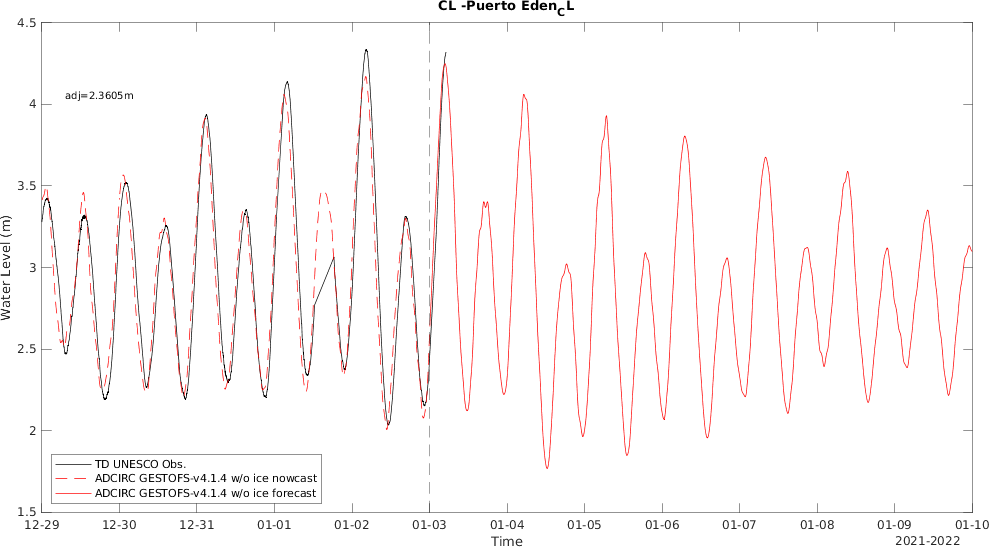 CL -Puerto Eden_CL
4.5
4
3.5
3
2.5
2
1.5
Water Level (m)
adj=2.3605m
TD UNESCO Obs.
ADCIRC GESTOFS-v4.1.4 w/o ice nowcast
ADCIRC GESTOFS-v4.1.4 w/o ice forecast
12-29 12-30 12-31 01-01 01-02 01-03 01-04 01-05 01-06 01-07 01-08 01-09 01-10
Time
2021-2022